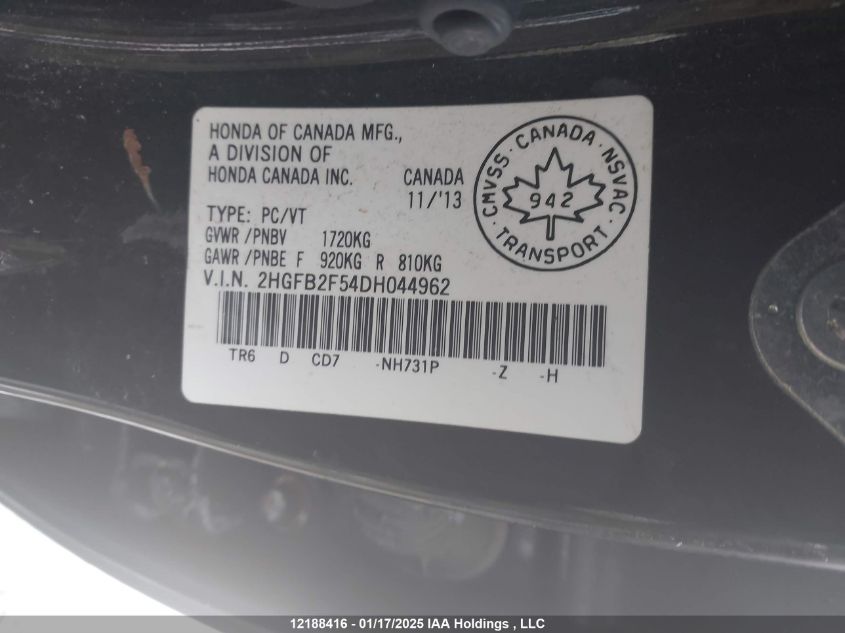 HONDA OF CANADA MFG.,
A DIVISION OF
HONDA CANADA INC. CANADA
11/'13
TYPE: PC/VT
GVWR /PNBV 1720KG
GAWR /PNBE F 920KG R 810KG
V.I.N. 2HGFB2F54DH044962
TR6 D CD7 -NH731P -Z -H
CMVSS · CANADA · NSVAC ·
942
TRANSPORT
12188416 - 01/17/2025 IAA Holdings , LLC